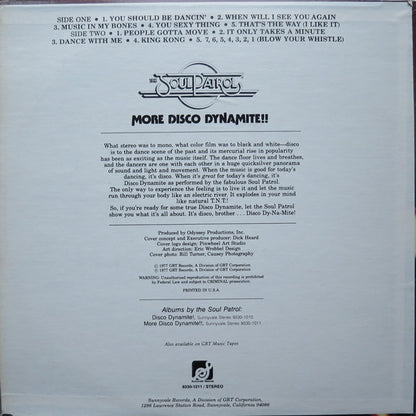 SIDE ONE • 1. YOU SHOULD BE DANCIN' • 2. WHEN WILL I SEE YOU AGAIN
3. MUSIC IN MY BONES • 4. YOU SEXY THING • 5. THAT'S THE WAY (I LIKE IT)
SIDE TWO • 1. PEOPLE GOTTA MOVE • 2. IT ONLY TAKES A MINUTE
3. DANCE WITH ME • 4. KING KONG • 5. 7, 6, 5, 4, 3, 2, 1 (BLOW YOUR WHISTLE)
THE SOUL PATROL
MORE DISCO DYNAMITE!!
What stereo was to mono, what color film was to black and white—disco
is to the dance scene of the past and its mercurial rise in popularity
has been as exciting as the music itself. The dance floor lives and breathes,
and the dancers are one with each other in a huge quicksilver panorama
of sound and light and movement. When the music is good for today's
dancing, it's disco. When it's great for today's dancing, it's
Disco Dynamite as performed by the fabulous Soul Patrol.
The only way to experience the feeling is to live it and let the music run
through your body like an electric river. It explodes in your mind
like natural T.N.T.!
So, if you're ready for some true Disco Dynamite, let the Soul Patrol
show you what it's all about. It's disco, brother . . . Disco Dy-Na-Mite!
Produced by Odyssey Productions, Inc.
Cover concept and Executive producer: Dick Heard
Cover logo design: Pinwheel Art Studio
Art Direction: Eric Wrobbel Design
Cover photo: Bill Turner, Causey Photography
Ⓒ 1977 GRT Records, A Division of GRT Corporation
Ⓟ 1977 GRT Records, A Division of GRT Corporation
WARNING: Unauthorized reproduction of this recording is prohibited
by Federal Law and subject to CRIMINAL prosecution.
PRINTED IN U.S.A.
Albums by the Soul Patrol:
Disco Dynamite!, Sunnyvale Stereo 9330-1010
More Disco Dynamite!!, Sunnyvale Stereo 9330-1011
Also available on GRT Music Tapes
9330-1011 / STEREO
Sunnyvale Records, A Division of GRT Corporation
1286 Lawrence Station Road, Sunnyvale, California 94086